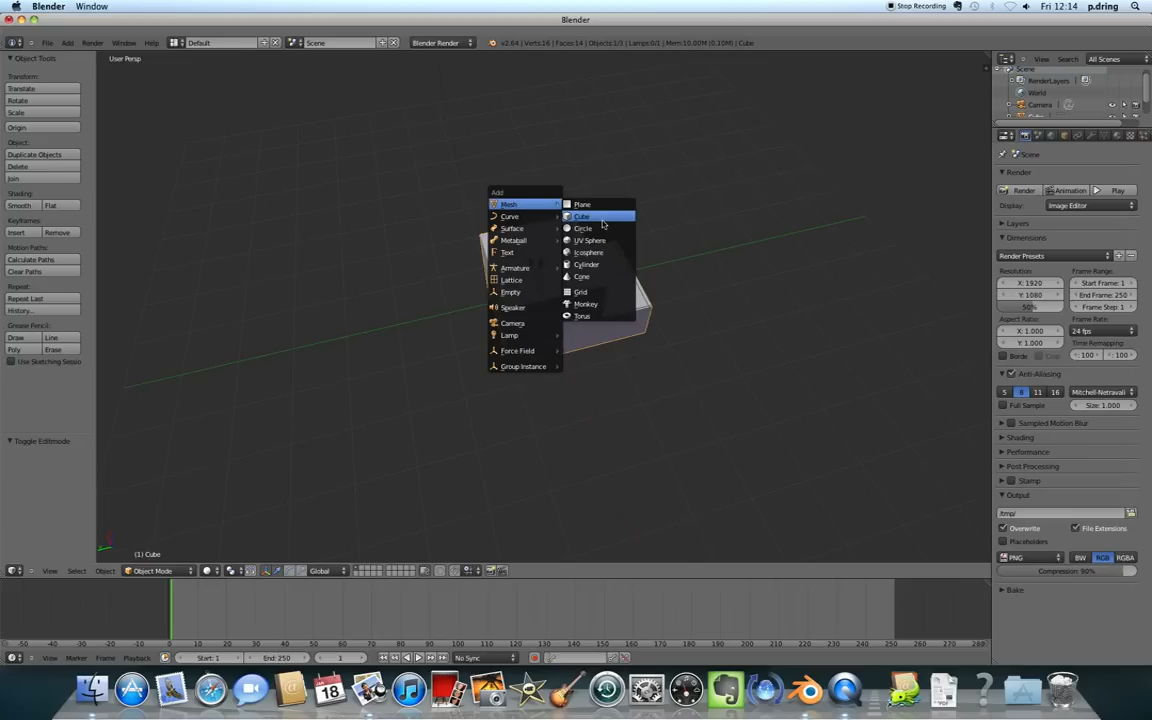 Blender Window Stop Recording Fri 12:14 p.dring
Blender
File Add Render Window Help Default Scene Blender Render v2.64 | Verts:16 | Faces:14 | Objects:1/3 | Lamps:0/1 | Mem:10.00M (0.10M) | Cube
View Search All Scenes
Object Tools
User Persp
Scene
RenderLayers
World
Camera
Transform:
Translate
Rotate
Scale
Origin
Object:
Duplicate Objects
Delete
Join
Shading:
Smooth Flat
Keyframes:
Insert Remove
Motion Paths:
Calculate Paths
Clear Paths
Repeat:
Repeat Last
History...
Grease Pencil:
Draw Line
Poly Erase
Use Sketching Sessio
Toggle Editmode
Add
Mesh
Curve
Surface
Metaball
Text
Armature
Lattice
Empty
Speaker
Camera
Lamp
Force Field
Group Instance
Plane
Cube
Circle
UV Sphere
Icosphere
Cylinder
Cone
Grid
Monkey
Torus
Scene
Render
Render Animation Play
Display: Image Editor
Layers
Dimensions
Render Presets
Resolution: Frame Range:
X: 1920 Start Frame: 1
Y: 1080 End Frame: 250
50% Frame Step: 1
Aspect Ratio: Frame Rate:
X: 1.000 24 fps
Y: 1.000 Time Remapping:
Borde Crop : 100 : 100
Anti-Aliasing
5 8 11 16 Mitchell-Netravali
Full Sample Size: 1.000
Sampled Motion Blur
Shading
Performance
Post Processing
Stamp
Output
/tmp/
Overwrite File Extensions
Placeholders
PNG BW RGB RGBA
Compression: 90%
Bake
(1) Cube
View Select Object Object Mode Global
-50 -40 -30 -20 -10 0 10 20 30 40 50 60 70 80 90 100 110 120 130 140 150 160 170 180 190 200 210 220 230 240 250 260 270 280
View Marker Frame Playback Start: 1 End: 250 1 No Sync
18